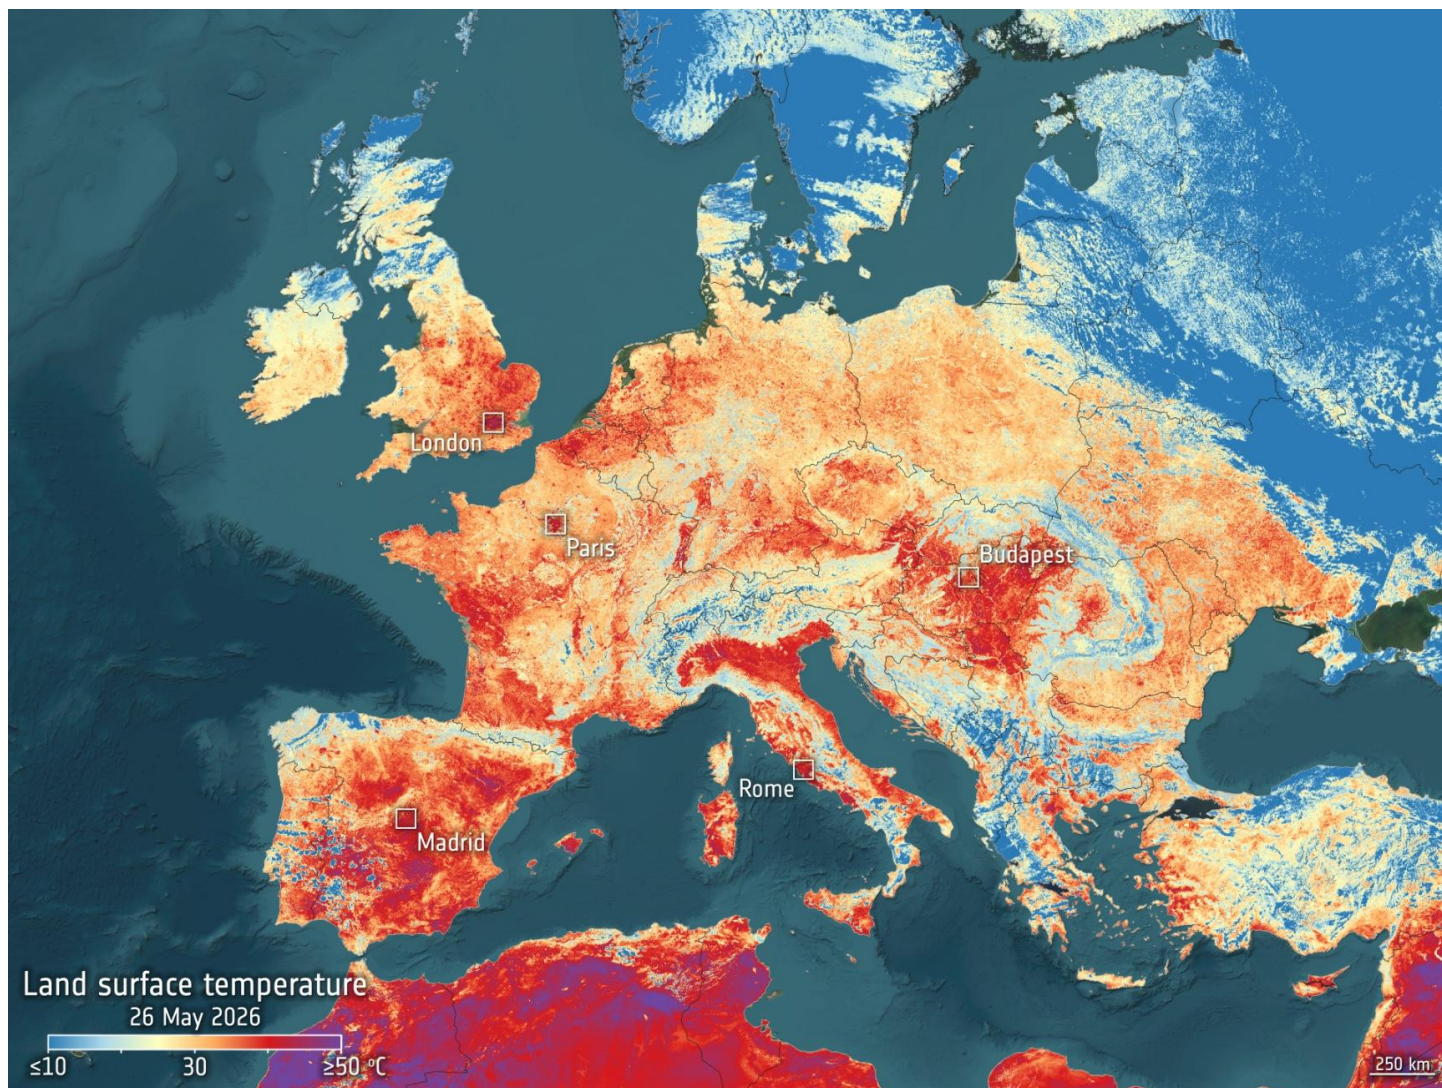 London
Paris
Budapest
Rome
Madrid
Land surface temperature
26 May 2026
≤10 30 ≥50 °C
250 km